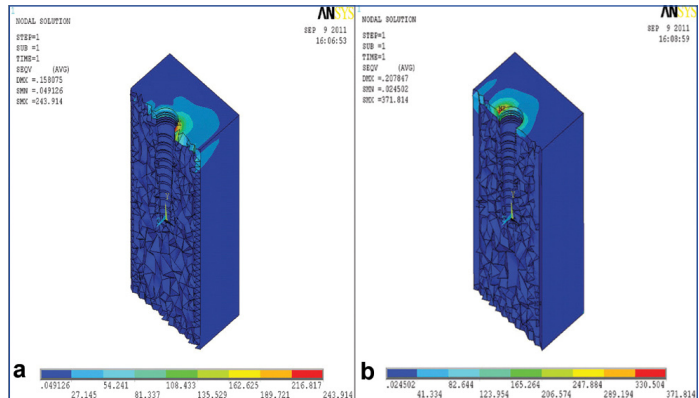 1
NODAL SOLUTION
STEP=1
SUB =1
TIME=1
SEQV (AVG)
DMX =.158075
SMN =.049126
SMX =243.914
ANSYS
SEP 9 2011
16:06:53
a
.049126 54.241 108.433 162.625 216.817
27.145 81.337 135.529 189.721 243.914
1
NODAL SOLUTION
STEP=1
SUB =1
TIME=1
SEQV (AVG)
DMX =.207847
SMN =.024502
SMX =371.814
ANSYS
SEP 9 2011
16:08:59
b
.024502 82.644 165.264 247.884 330.504
41.334 123.954 206.574 289.194 371.814